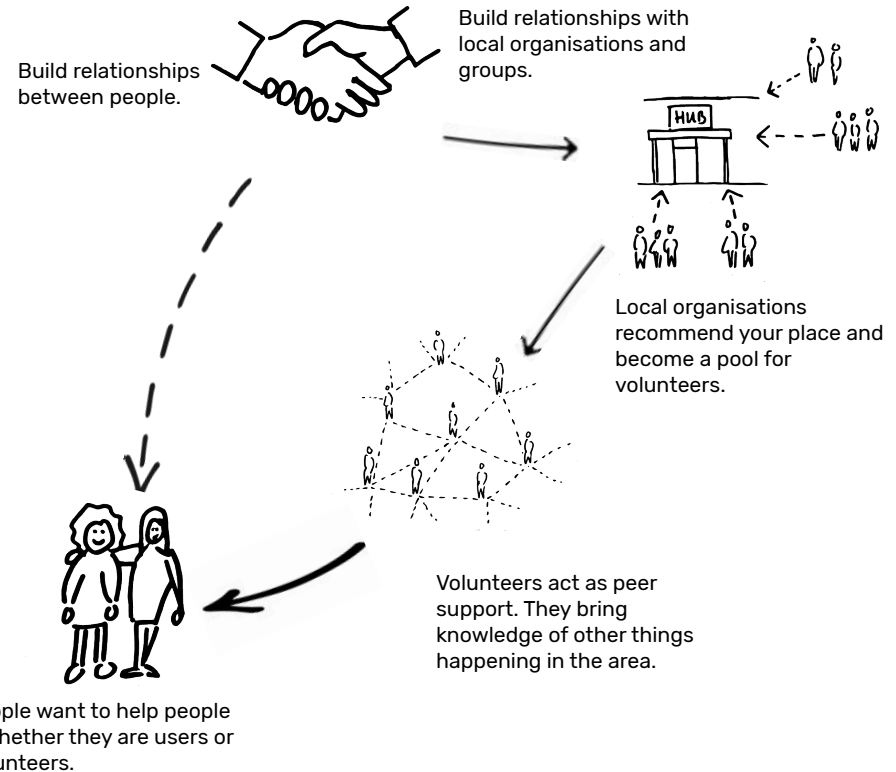 Build relationships
between people.
Build relationships with
local organisations and
groups.
HUB
Local organisations
recommend your place and
become a pool for
volunteers.
Volunteers act as peer
support. They bring
knowledge of other things
happening in the area.
want to help people
they are users or